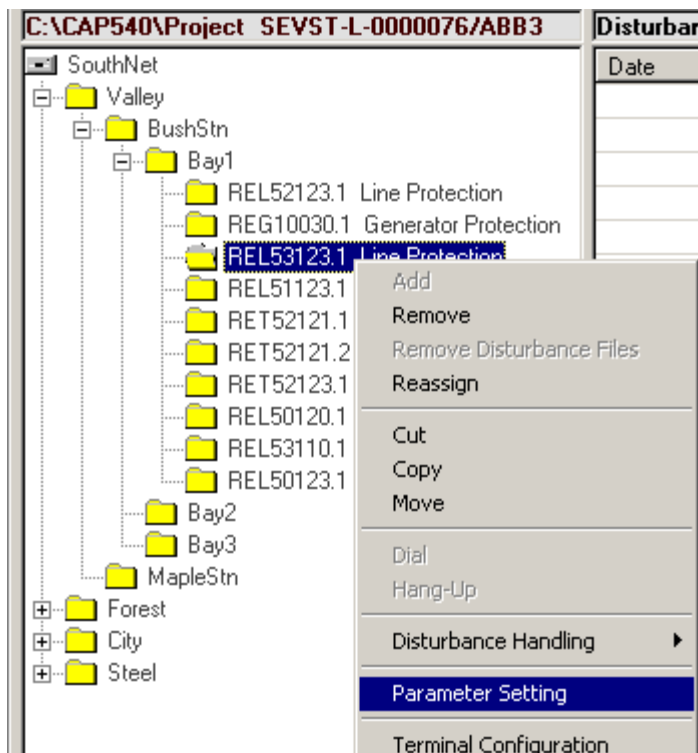 C:\CAP540\Project SEVST-L-0000076/ABB3
Disturbar
SouthNet
Date
Valley
BushStn
Bay1
REL52123.1 Line Protection
REG10030.1 Generator Protection
REL53123.1 Line Protection
REL51123.1
RET52121.1
RET52121.2
RET52123.1
REL50120.1
REL53110.1
REL50123.1
Bay2
Bay3
MapleStn
Forest
City
Steel
Add
Remove
Remove Disturbance Files
Reassign
Cut
Copy
Move
Dial
Hang-Up
Disturbance Handling
Parameter Setting
Terminal Configuration